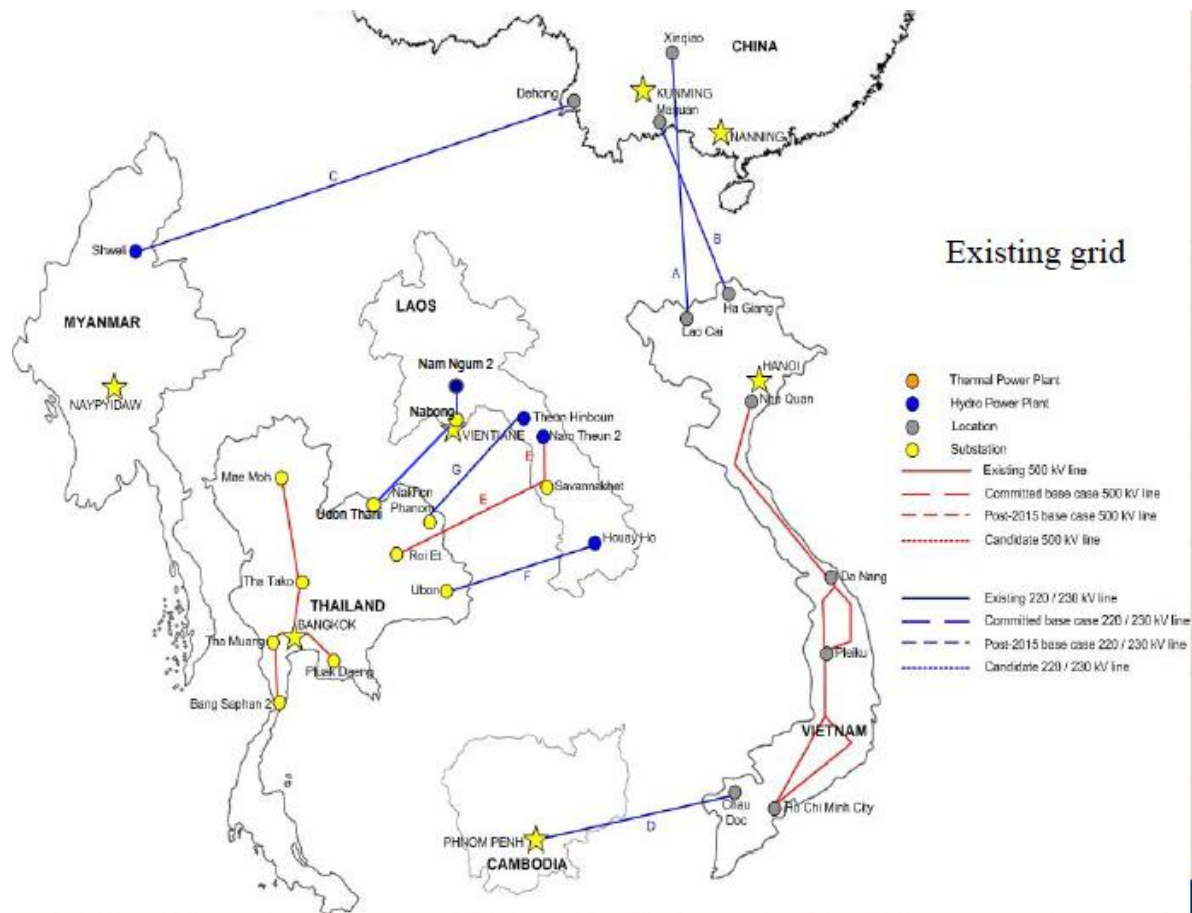 Xinqiao
CHINA
Dehong
KUNMING
Maguan
NANNING
C
B
A
Shweli
Existing grid
LAOS
Ha Giang
Lao Cai
MYANMAR
Nam Ngum 2
HANOI
NAYPYIDAW
Nho Quan
Thermal Power Plant
Hydro Power Plant
Location
Substation
Nabong
Theun Hinboun
VIENTIANE
Nam Theun 2
E
G
Mae Moh
Nakhon
Phanom
E
Savannakhet
Udon Thani
Existing 500 kV line
Committed base case 500 kV line
Post-2015 base case 500 kV line
Candidate 500 kV line
Roi Et
Houay Ho
F
Ubon
Tha Tako
THAILAND
BANGKOK
Da Nang
Existing 220 / 230 kV line
Committed base case 220 / 230 kV line
Post-2015 base case 220 / 230 kV line
Candidate 220 / 230 kV line
Tha Muang
Pluak Daeng
Pleiku
Bang Saphan 2
VIETNAM
Chau
Doc
Ho Chi Minh City
D
PHNOM PENH
CAMBODIA